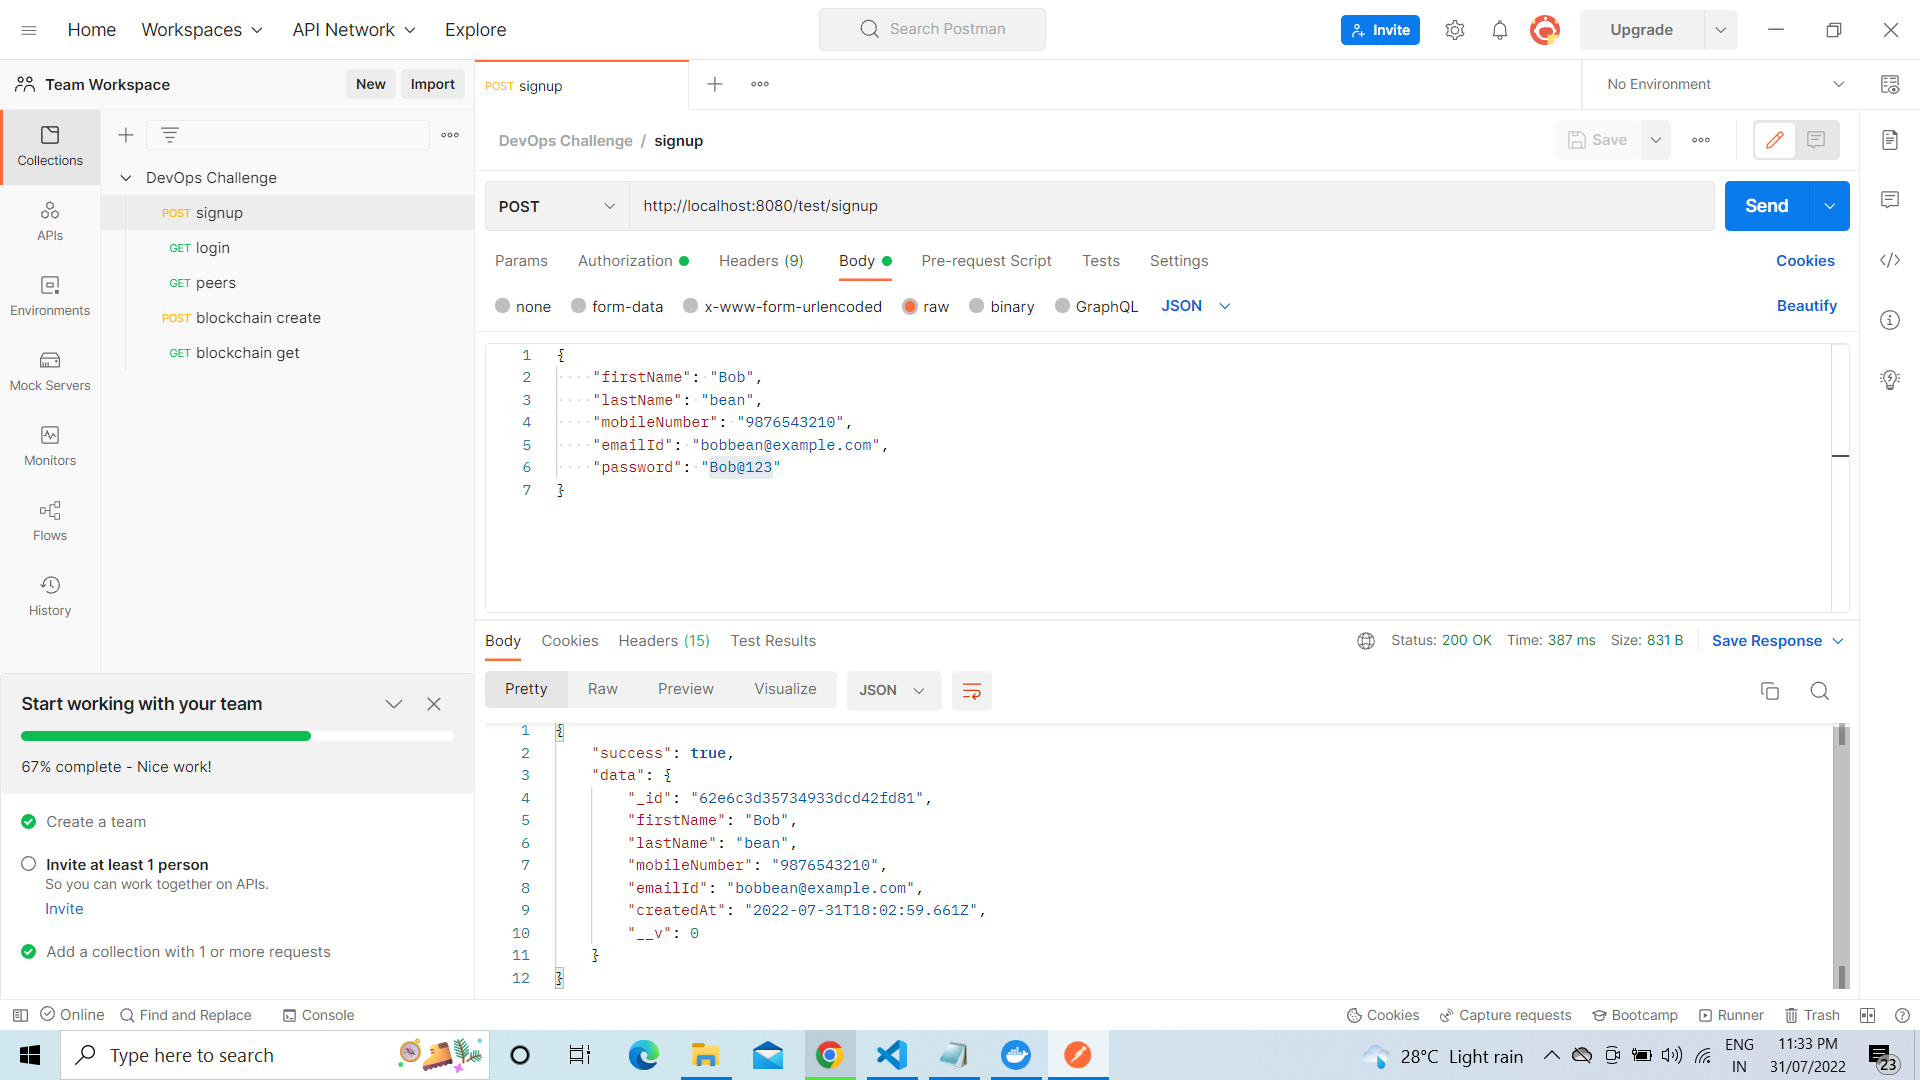 Home
Workspaces
API Network
Explore
Search Postman
Invite
Upgrade
Team Workspace
New
Import
POST signup
No Environment
Collections
APIs
Environments
Mock Servers
Monitors
Flows
History
DevOps Challenge
POST signup
GET login
GET peers
POST blockchain create
GET blockchain get
DevOps Challenge / signup
Save
POST
http://localhost:8080/test/signup
Send
Params
Authorization
Headers (9)
Body
Pre-request Script
Tests
Settings
Cookies
none
form-data
x-www-form-urlencoded
raw
binary
GraphQL
JSON
Beautify
1 {
2 ····"firstName":·"Bob",
3 ····"lastName":·"bean",
4 ····"mobileNumber":·"9876543210",
5 ····"emailId":·"bobbean@example.com",
6 ····"password":·"Bob@123"
7 }
Body
Cookies
Headers (15)
Test Results
Status: 200 OK
Time: 387 ms
Size: 831 B
Save Response
Pretty
Raw
Preview
Visualize
JSON
1 {
2 "success": true,
3 "data": {
4 "_id": "62e6c3d35734933dcd42fd81",
5 "firstName": "Bob",
6 "lastName": "bean",
7 "mobileNumber": "9876543210",
8 "emailId": "bobbean@example.com",
9 "createdAt": "2022-07-31T18:02:59.661Z",
10 "__v": 0
11 }
12 }
Start working with your team
67% complete - Nice work!
Create a team
Invite at least 1 person
So you can work together on APIs.
Invite
Add a collection with 1 or more requests
Online
Find and Replace
Console
Cookies
Capture requests
Bootcamp
Runner
Trash
Type here to search
28°C Light rain
ENG
IN
11:33 PM
31/07/2022
23